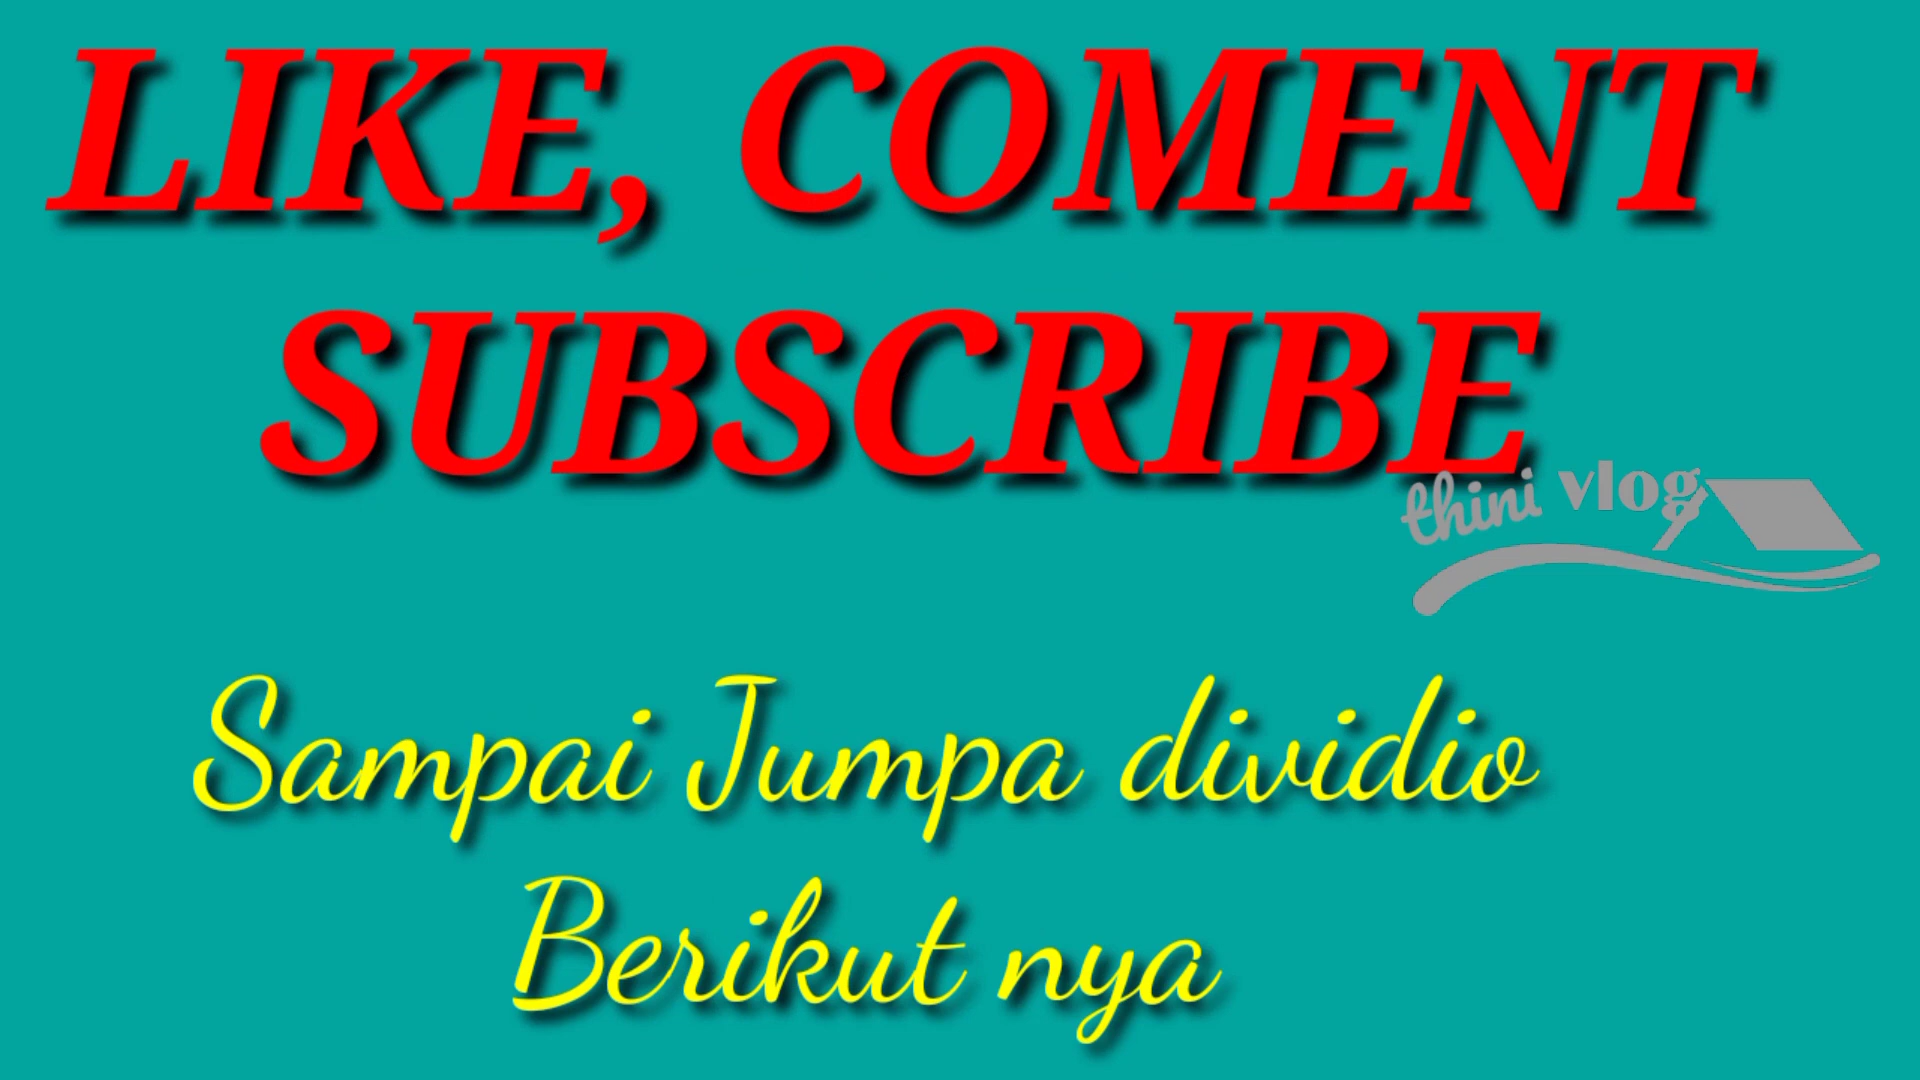 LIKE, COMENT
SUBSCRIBE
thini vlog
Sampai Jumpa dividio
Berikut nya